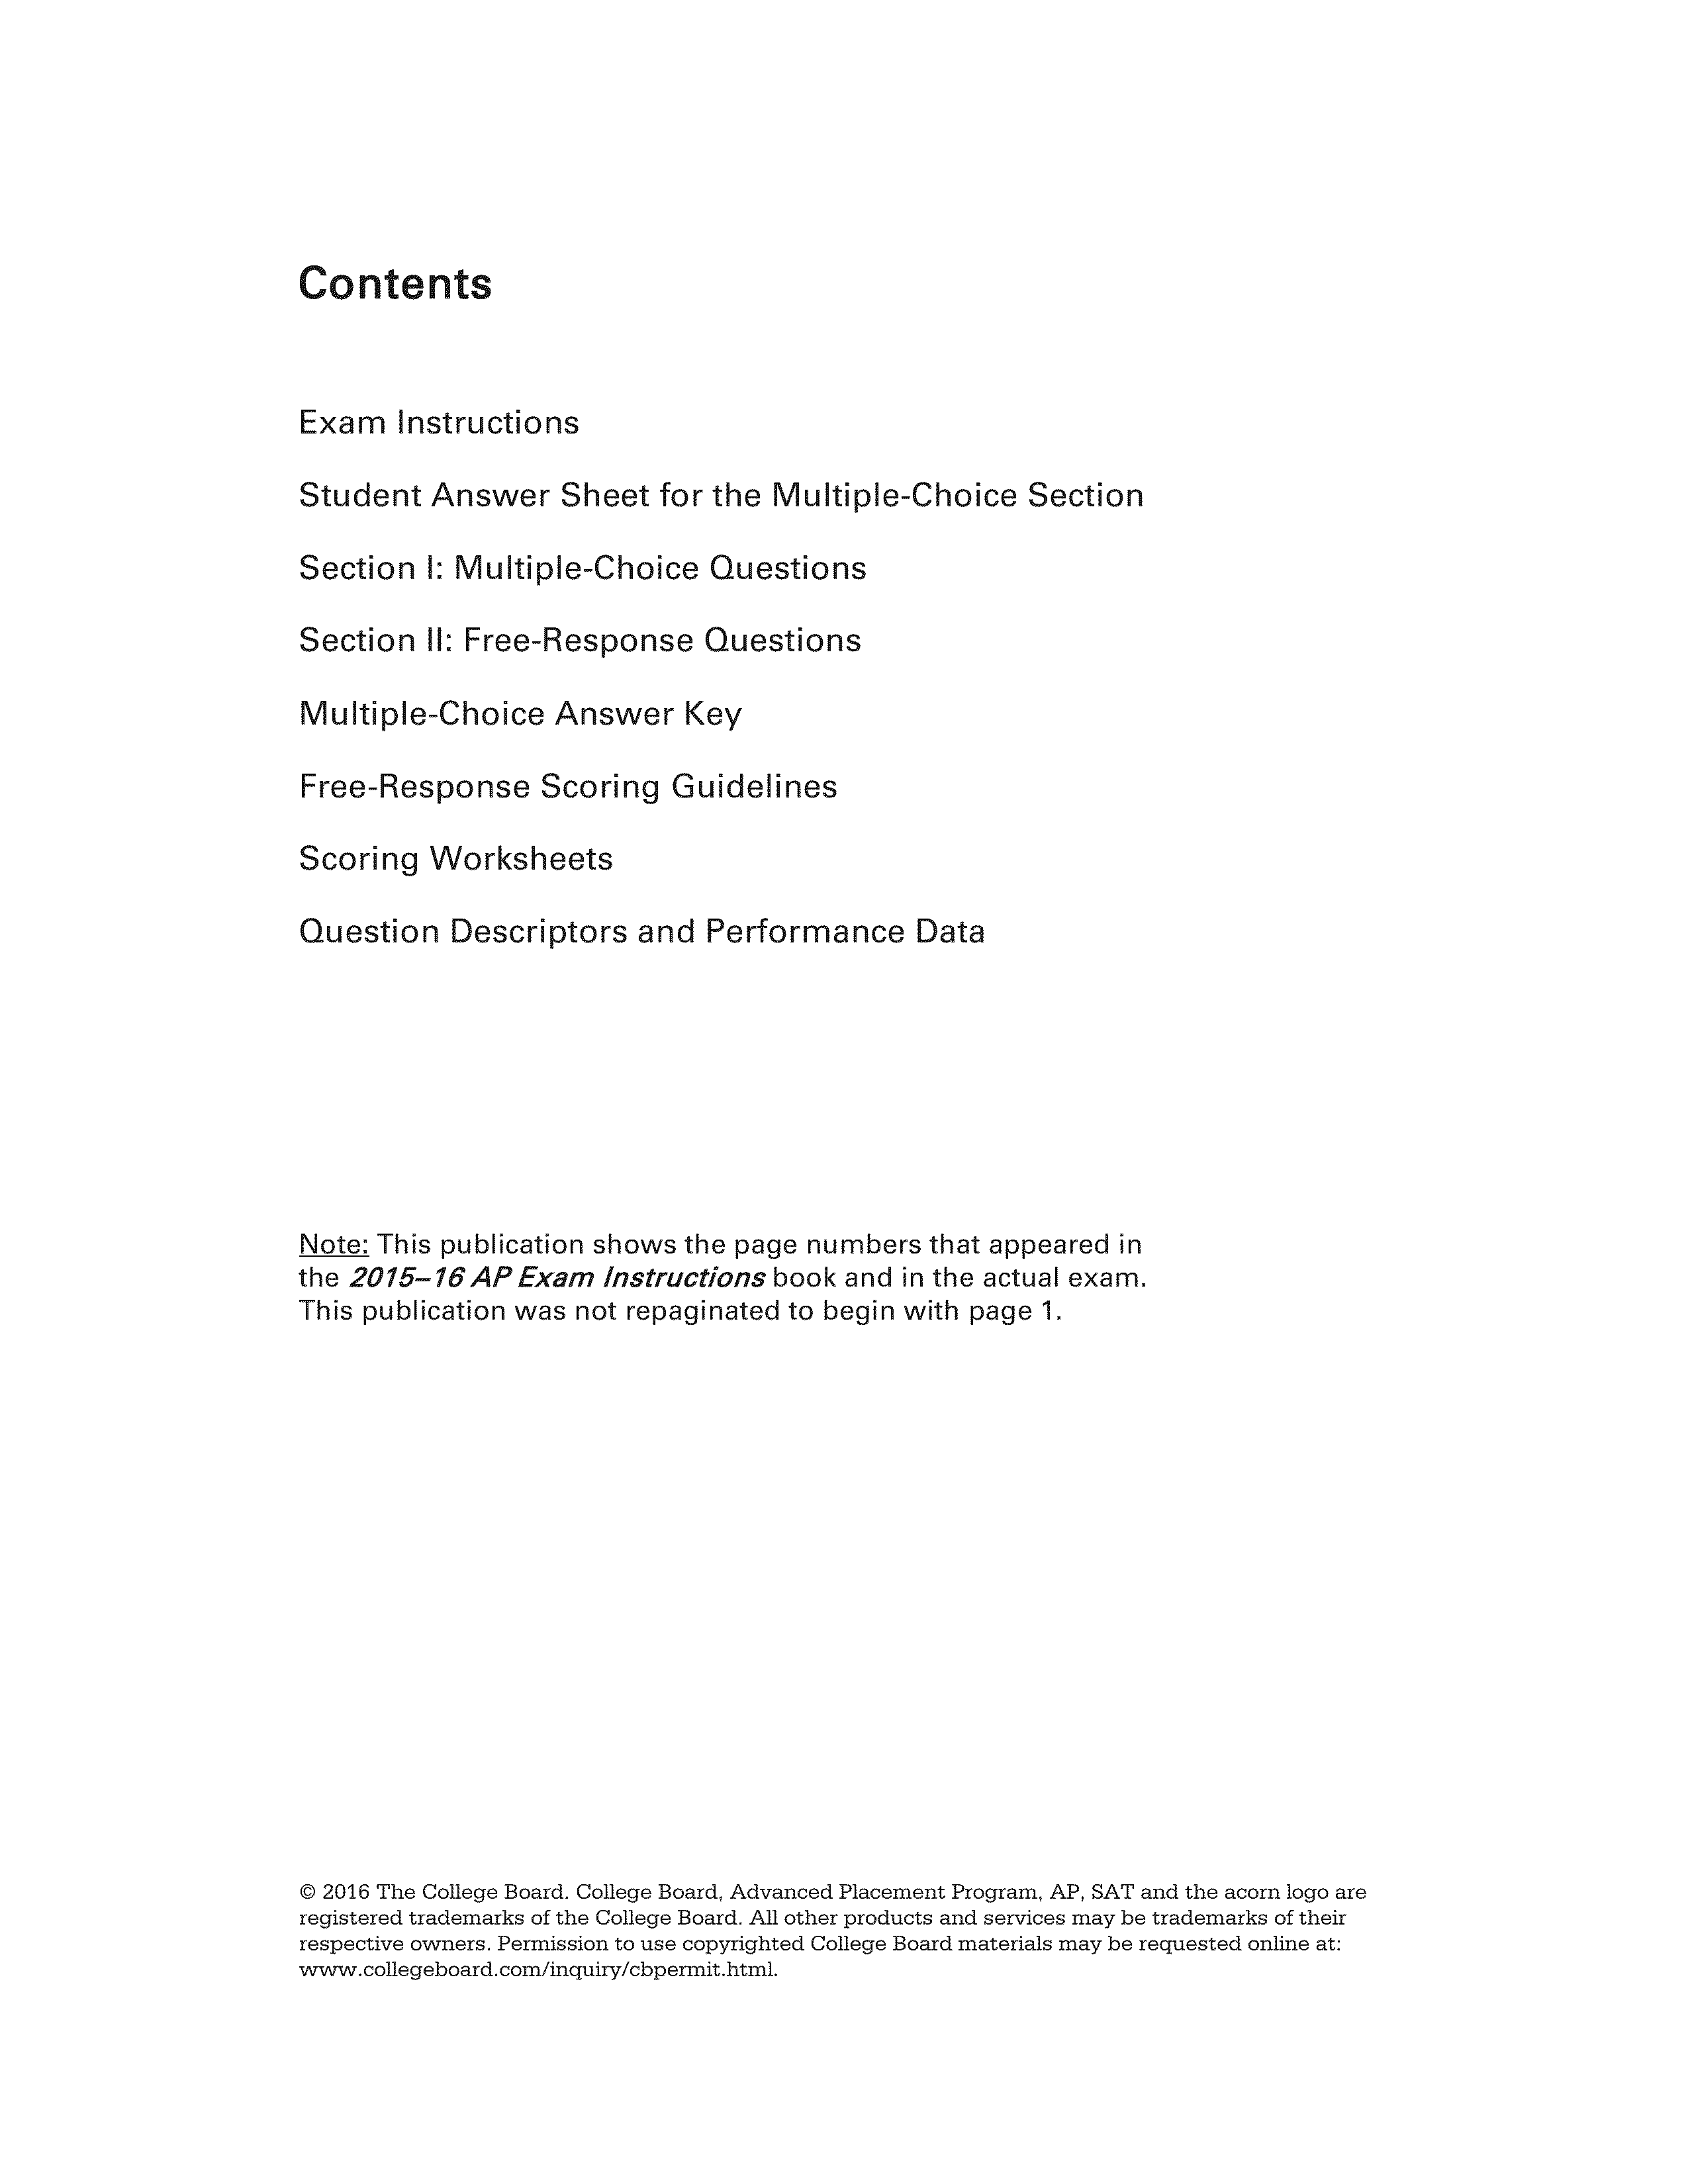 Contents
Exam Instructions
Student Answer Sheet for the Multiple-Choice Section
Section I: Multiple-Choice Questions
Section II: Free-Response Questions
Multiple-Choice Answer Key
Free-Response Scoring Guidelines
Scoring Worksheets
Question Descriptors and Performance Data
Note: This publication shows the page numbers that appeared in
the 2015–16 AP Exam Instructions book and in the actual exam.
This publication was not repaginated to begin with page 1.
© 2016 The College Board. College Board, Advanced Placement Program, AP, SAT and the acorn logo are
registered trademarks of the College Board. All other products and services may be trademarks of their
respective owners. Permission to use copyrighted College Board materials may be requested online at:
www.collegeboard.com/inquiry/cbpermit.html.